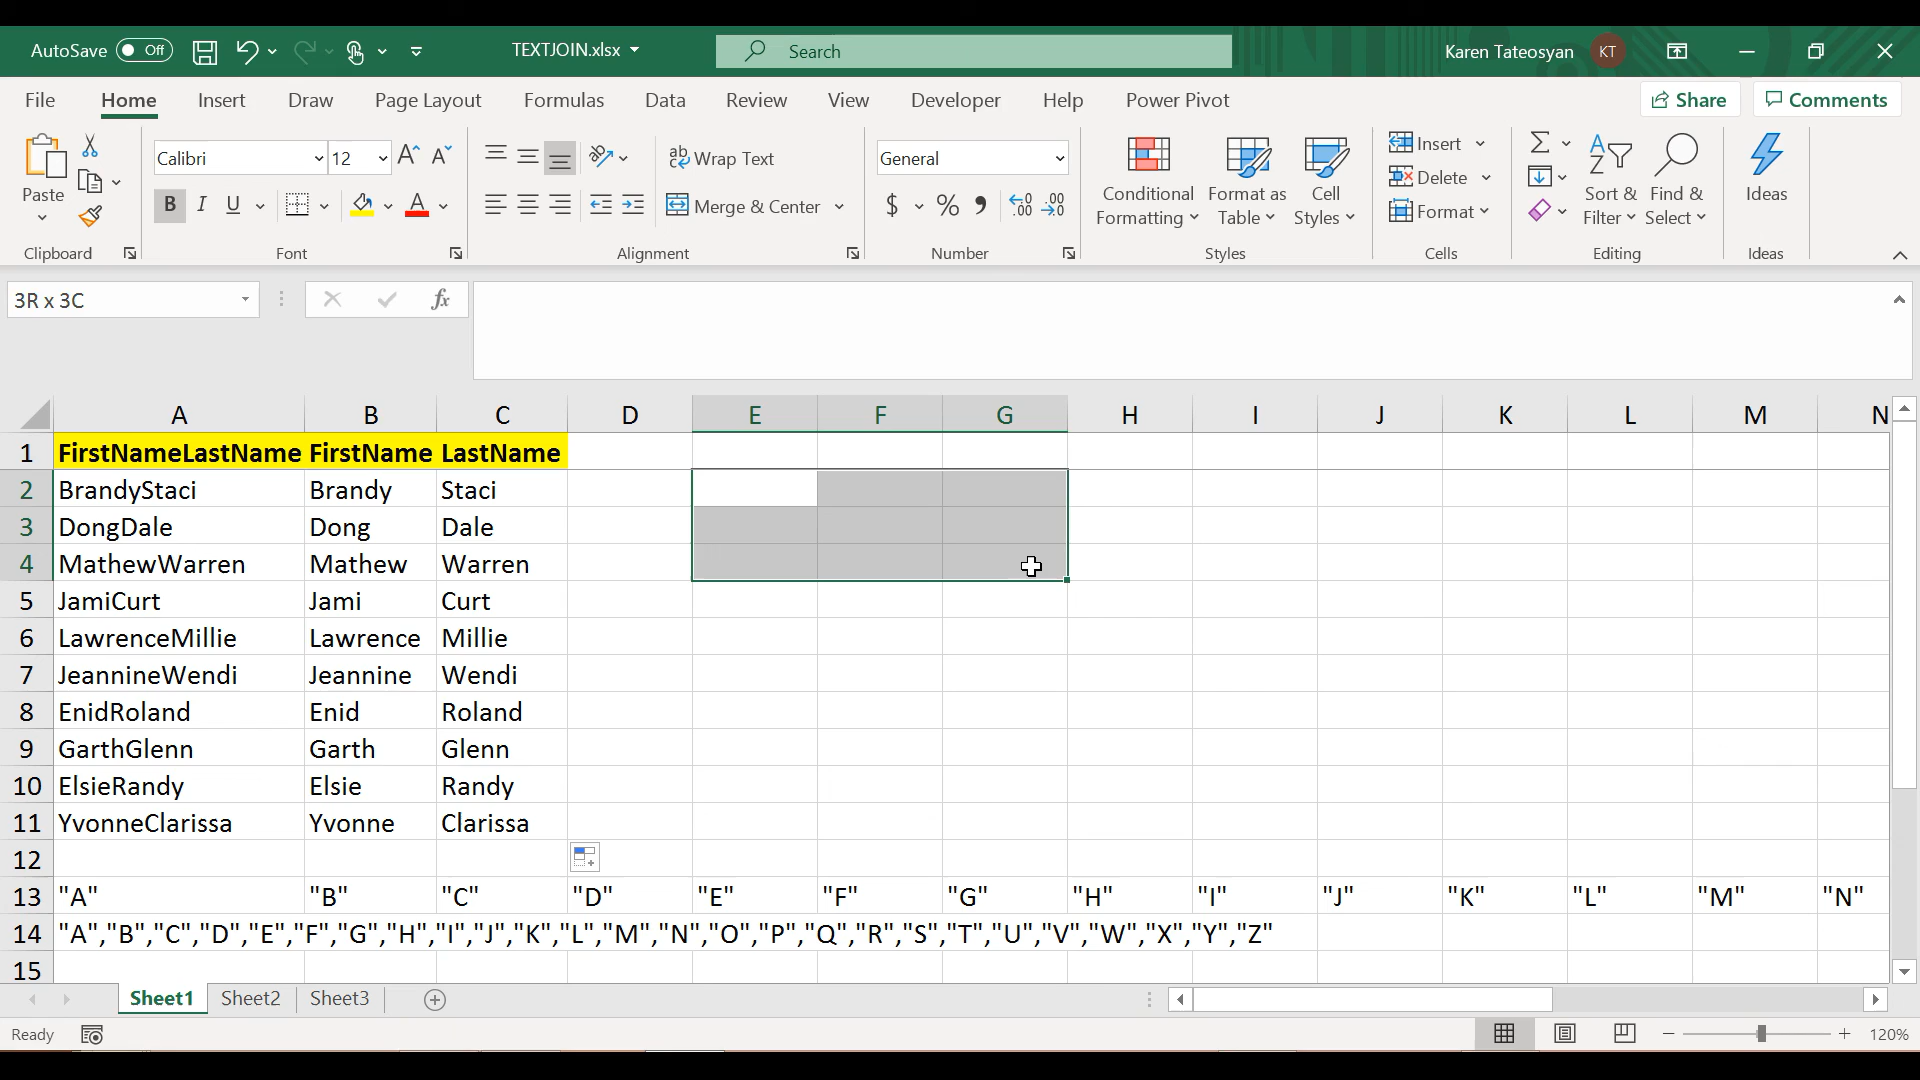 AutoSave Off TEXTJOIN.xlsx Search Karen Tateosyan KT
File Home Insert Draw Page Layout Formulas Data Review View Developer Help Power Pivot Share Comments
Paste
Calibri 12
B I U A
ab Wrap Text
Merge & Center
General
$ % 9 .00 .00
Conditional Formatting
Format as Table
Cell Styles
Insert
Delete
Format
Sort & Filter
Find & Select
Ideas
Clipboard Font Alignment Number Styles Cells Editing Ideas
3R x 3C fx
A B C D E F G H I J K L M N
1 FirstNameLastName FirstName LastName
2 BrandyStaci Brandy Staci
3 DongDale Dong Dale
4 MathewWarren Mathew Warren
5 JamiCurt Jami Curt
6 LawrenceMillie Lawrence Millie
7 JeannineWendi Jeannine Wendi
8 EnidRoland Enid Roland
9 GarthGlenn Garth Glenn
10 ElsieRandy Elsie Randy
11 YvonneClarissa Yvonne Clarissa
12
13 "A" "B" "C" "D" "E" "F" "G" "H" "I" "J" "K" "L" "M" "N"
14 "A","B","C","D","E","F","G","H","I","J","K","L","M","N","O","P","Q","R","S","T","U","V","W","X","Y","Z"
15
Sheet1 Sheet2 Sheet3
Ready 120%